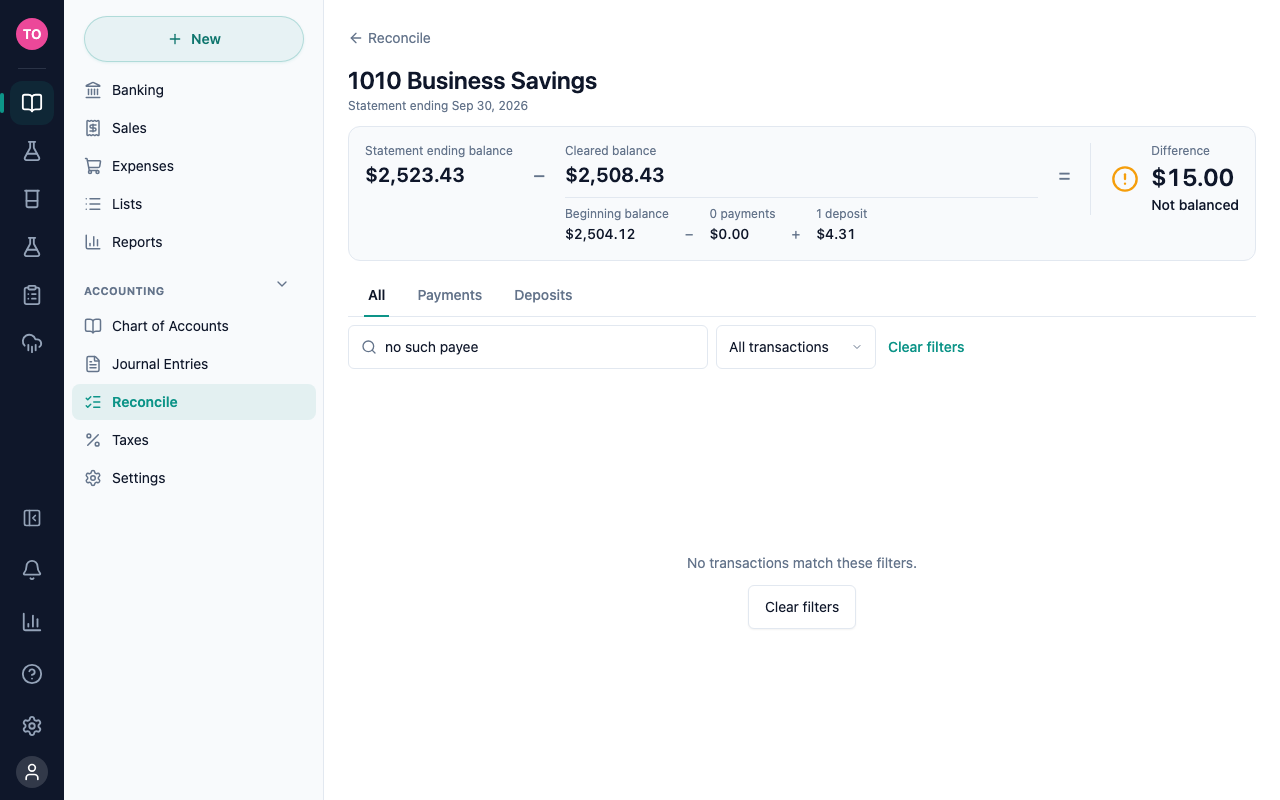 TO
New
Banking
Sales
Expenses
Lists
Reports
ACCOUNTING
Chart of Accounts
Journal Entries
Reconcile
Taxes
Settings
Reconcile
1010 Business Savings
Statement ending Sep 30, 2026
Statement ending balance
$2,523.43
–
Cleared balance
$2,508.43
Beginning balance
$2,504.12
–
0 payments
$0.00
+
1 deposit
$4.31
=
Difference
$15.00
Not balanced
All
Payments
Deposits
no such payee
All transactions
Clear filters
No transactions match these filters.
Clear filters